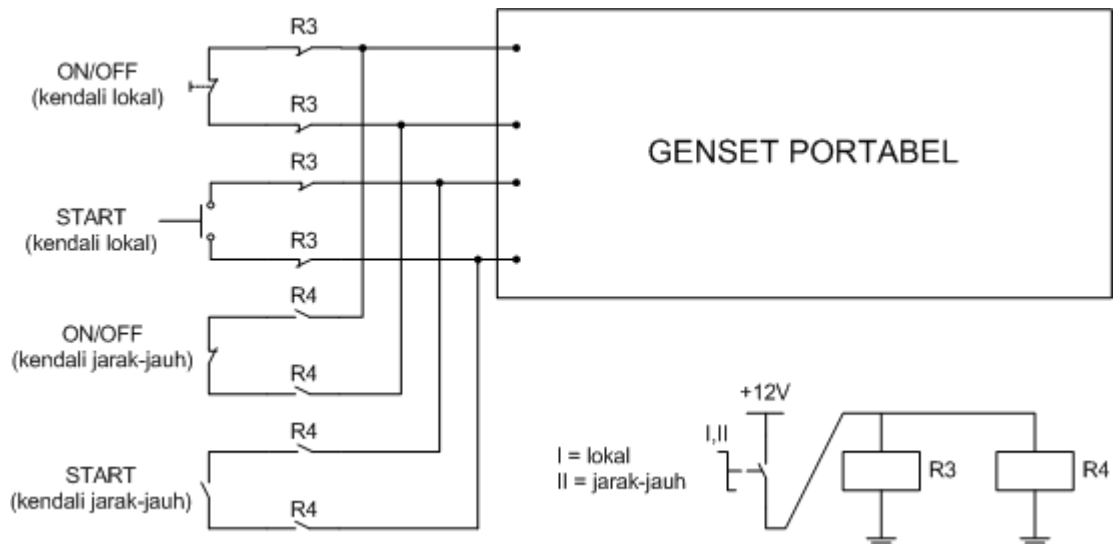 R3
ON/OFF
(kendali lokal)
R3
GENSET PORTABEL
R3
START
(kendali lokal)
R3
R4
ON/OFF
(kendali jarak-jauh)
R4
R4
START
(kendali jarak-jauh)
R4
+12V
I,II
I = lokal
II = jarak-jauh
R3
R4